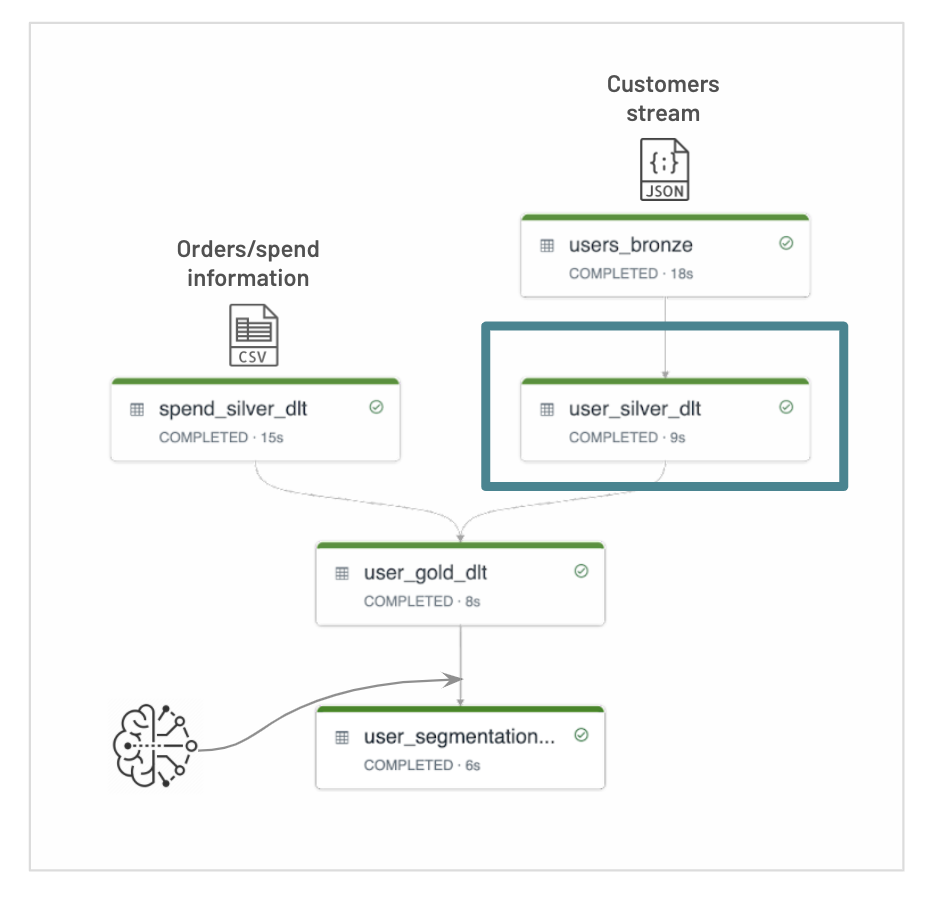 Customers
stream
{;}
JSON
users_bronze
COMPLETED · 18s
Orders/spend
information
CSV
spend_silver_dlt
COMPLETED · 15s
user_silver_dlt
COMPLETED · 9s
user_gold_dlt
COMPLETED · 8s
user_segmentation...
COMPLETED · 6s